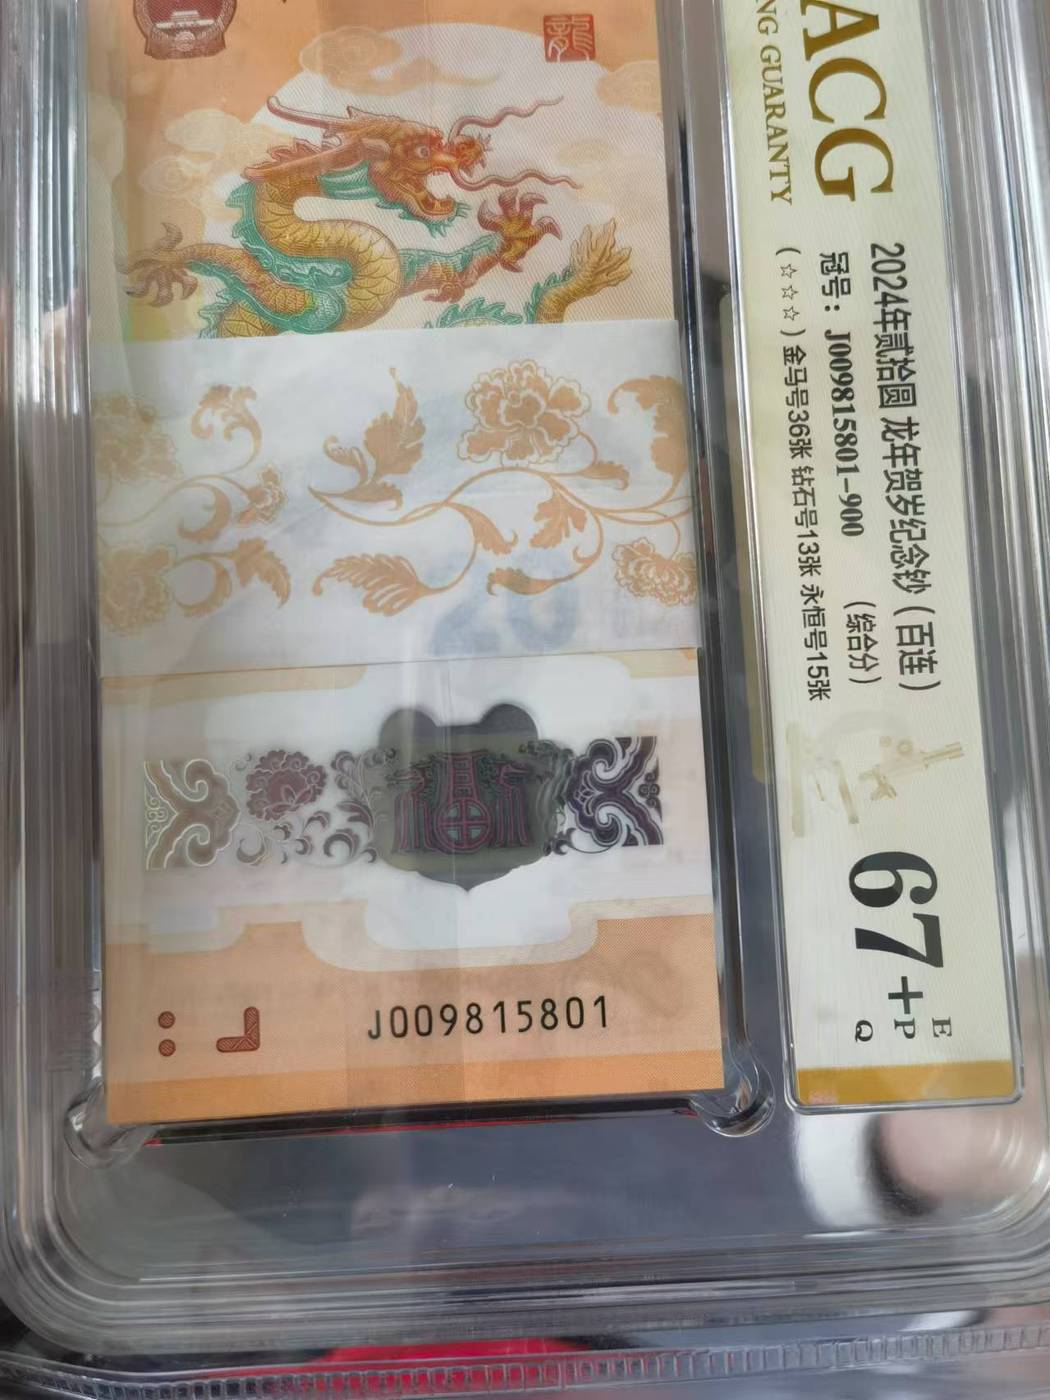 ACG
NG GUARANTY
2024年贰拾圆 龙年贺岁纪念钞（百连）
冠号：J009815801-900 （综合分）
（☆☆☆）金马号36张 钻石号13张 永恒号15张
67+
E
P
Q
J009815801